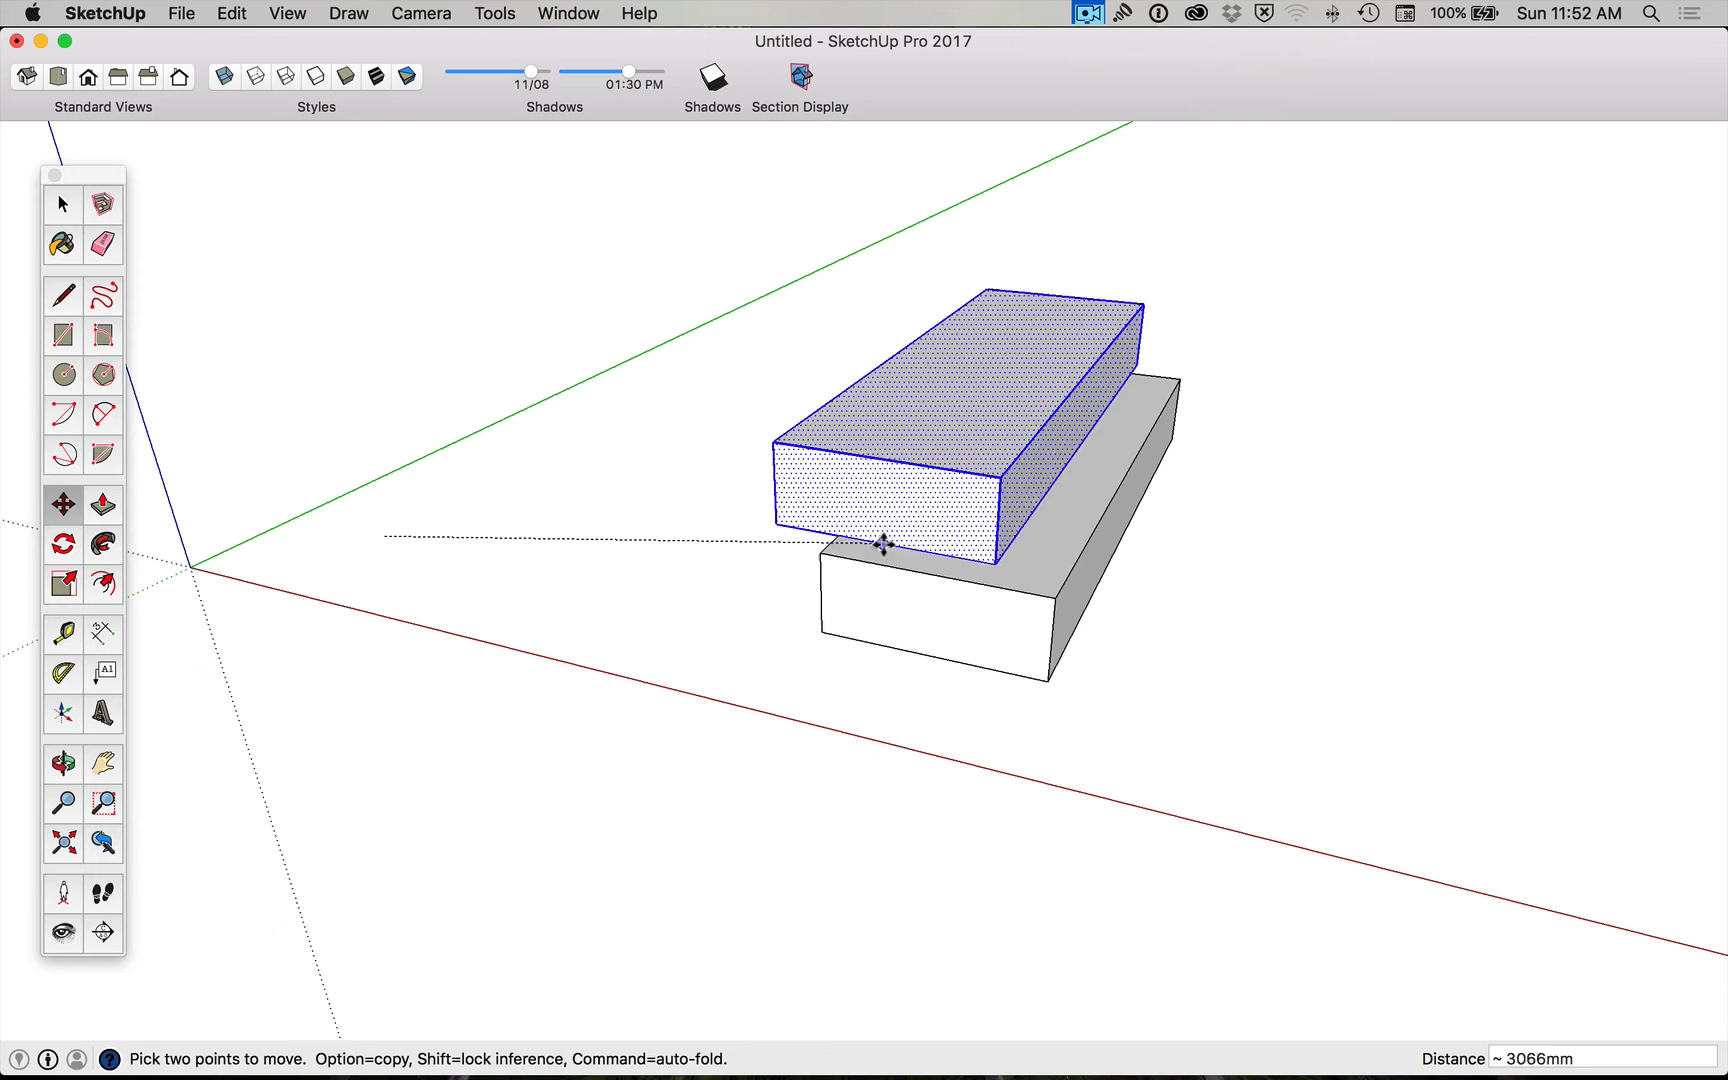 SketchUp File Edit View Draw Camera Tools Window Help 100% Sun 11:52 AM
Untitled - SketchUp Pro 2017
11/08 01:30 PM
Standard Views Styles Shadows Shadows Section Display
A1
Pick two points to move. Option=copy, Shift=lock inference, Command=auto-fold. Distance ~ 3066mm